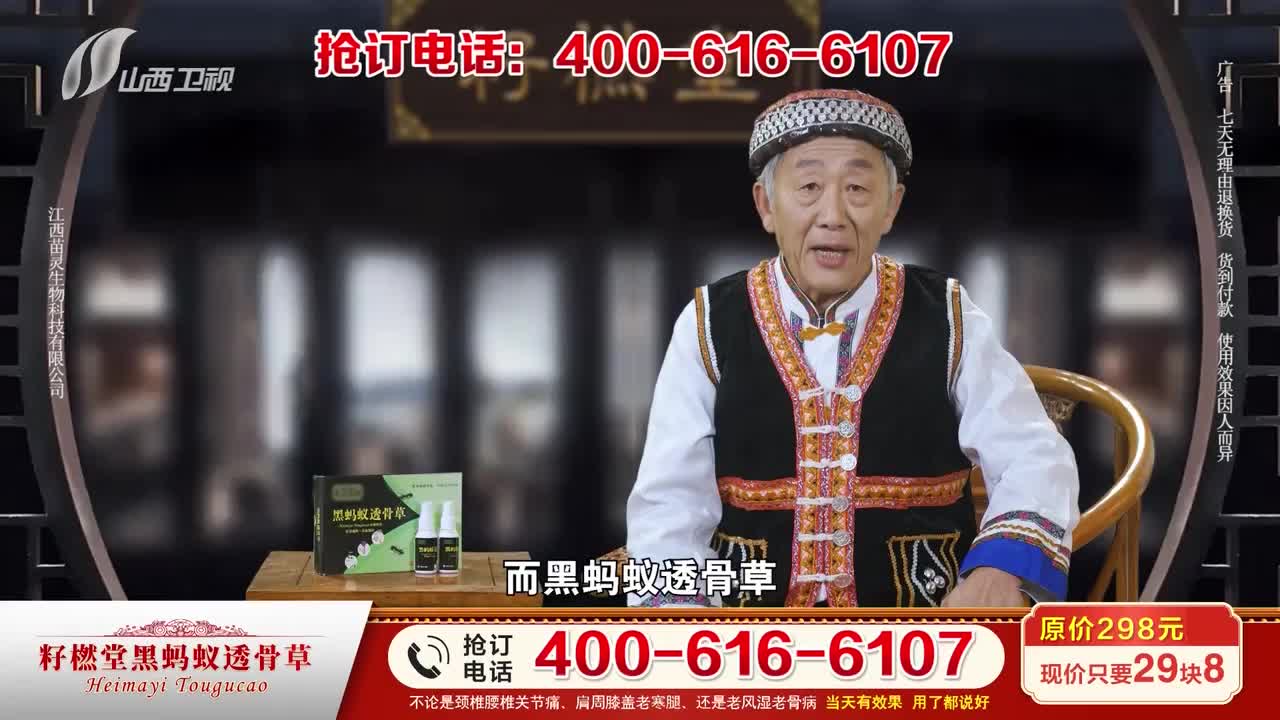 山西卫视
抢订电话：400-616-6107
籽橪堂
广告 七天无理由退换货 货到付款 使用效果因人而异
江西苗灵生物科技有限公司
黑蚂蚁透骨草
而黑蚂蚁透骨草
籽橪堂黑蚂蚁透骨草
Heimayi Tougucao
抢订电话
400-616-6107
原价298元
现价只要29块8
不论是颈椎腰椎关节痛、肩周膝盖老寒腿、还是老风湿老骨病 当天有效果 用了都说好